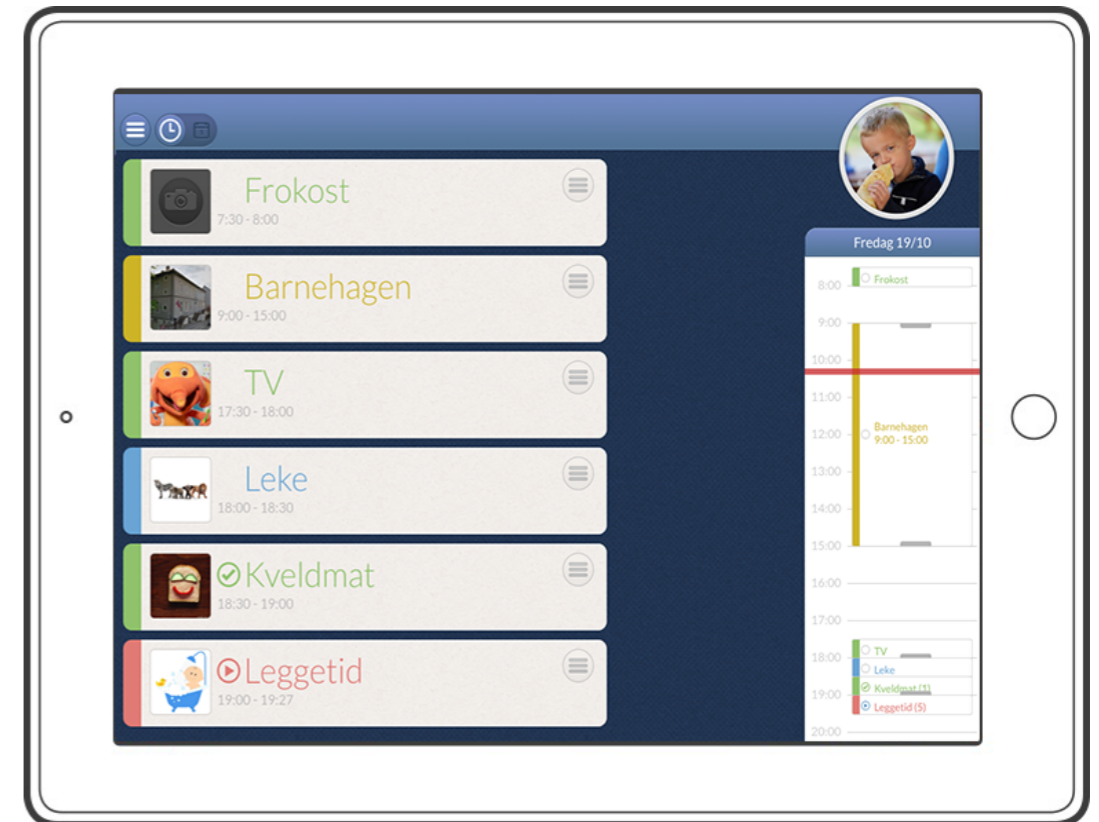 Frokost
7:30 - 8:00
Barnehagen
9:00 - 15:00
TV
17:30 - 18:00
Leke
18:00 - 18:30
Kveldmat
18:30 - 19:00
Leggetid
19:00 - 19:27
Fredag 19/10
Frokost
8:00
9:00
10:00
11:00
Barnehagen
12:00
9:00 - 15:00
13:00
14:00
15:00
16:00
17:00
TV
18:00
Leke
Kveldmat (1)
19:00
Leggetid (5)
20:00